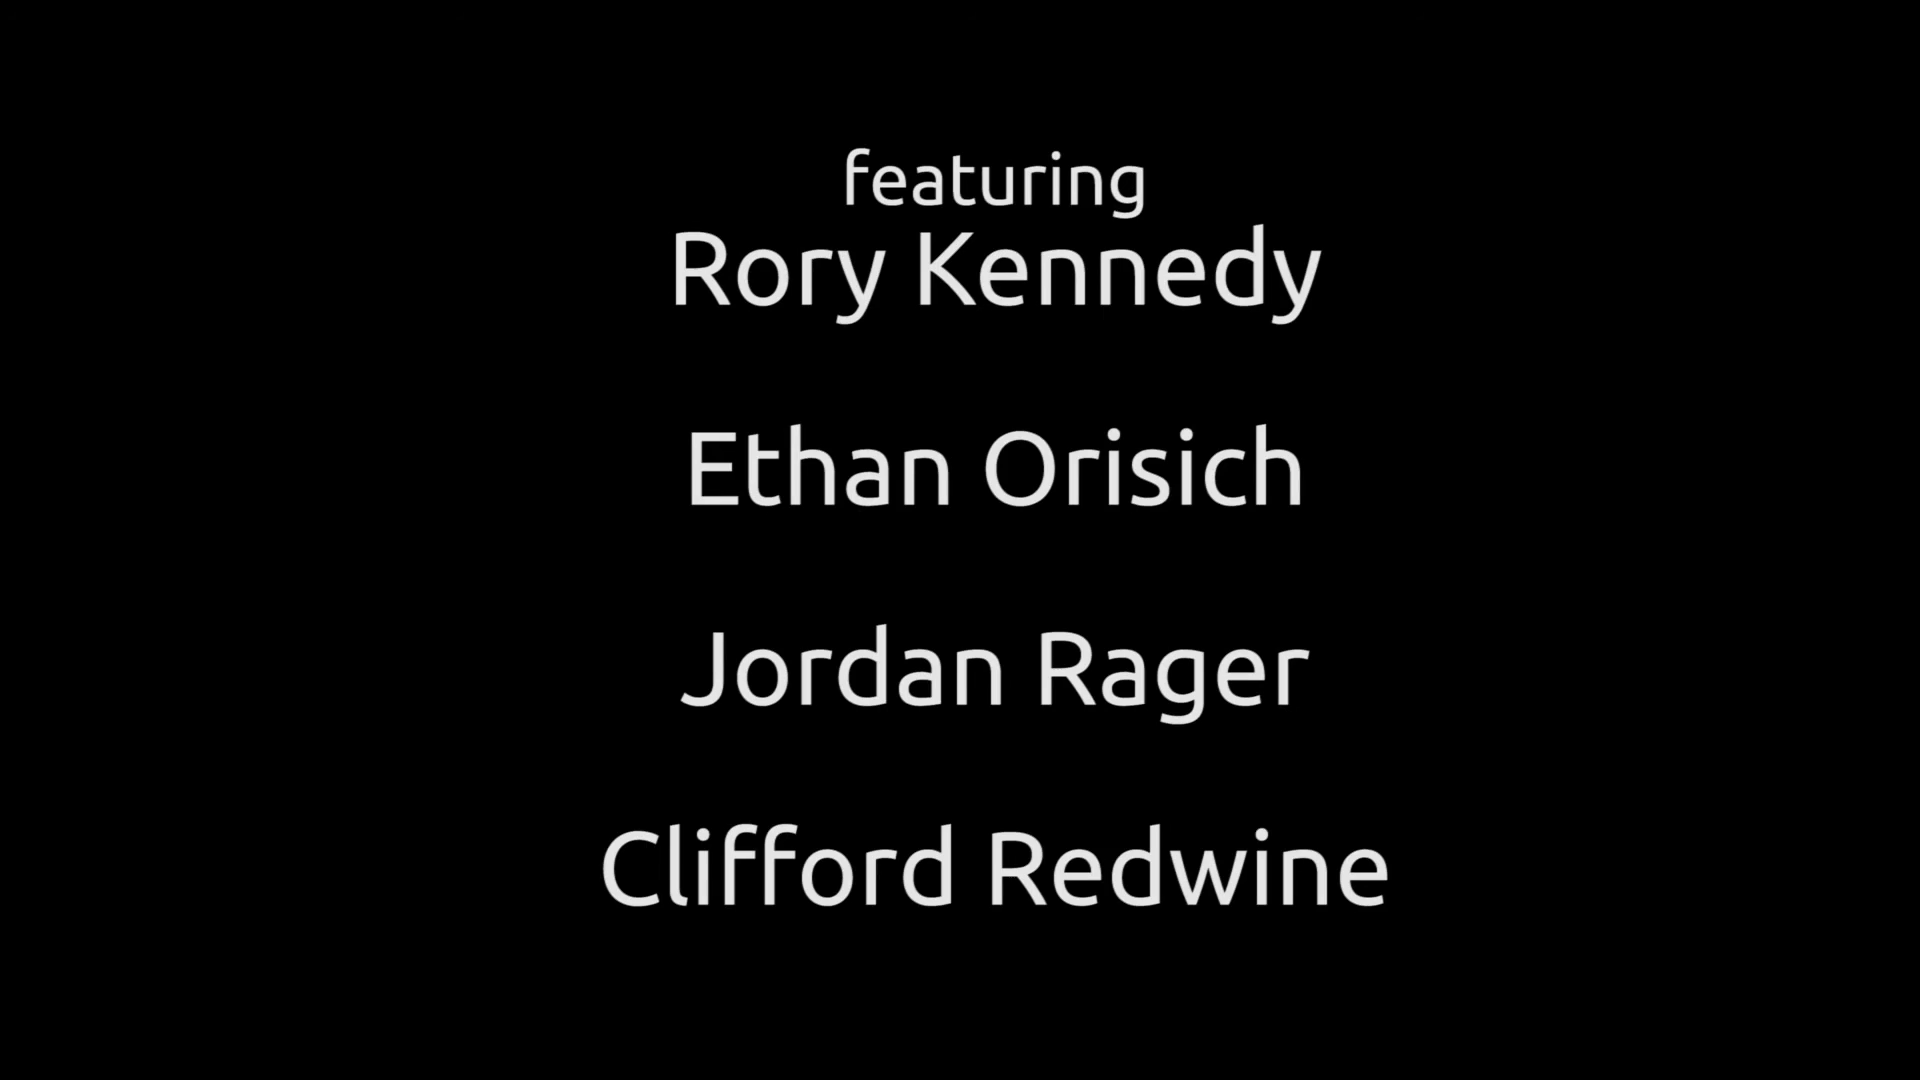 featuring
Rory Kennedy
Ethan Orisich
Jordan Rager
Clifford Redwine